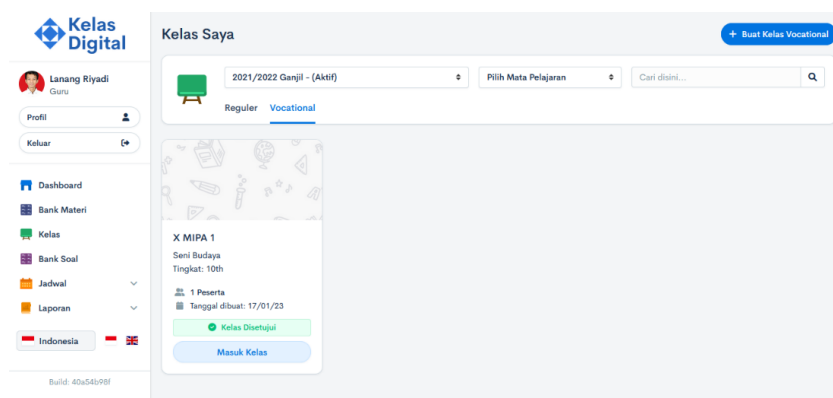 Kelas
Digital
Lanang Riyadi
Guru
Profil
Keluar
Dashboard
Bank Materi
Kelas
Bank Soal
Jadwal
Laporan
Indonesia
Build: 40a54b98f
Kelas Saya
+ Buat Kelas Vocational
2021/2022 Ganjil - (Aktif)
Pilih Mata Pelajaran
Cari disini...
Reguler Vocational
X MIPA 1
Seni Budaya
Tingkat: 10th
1 Peserta
Tanggal dibuat: 17/01/23
Kelas Disetujui
Masuk Kelas